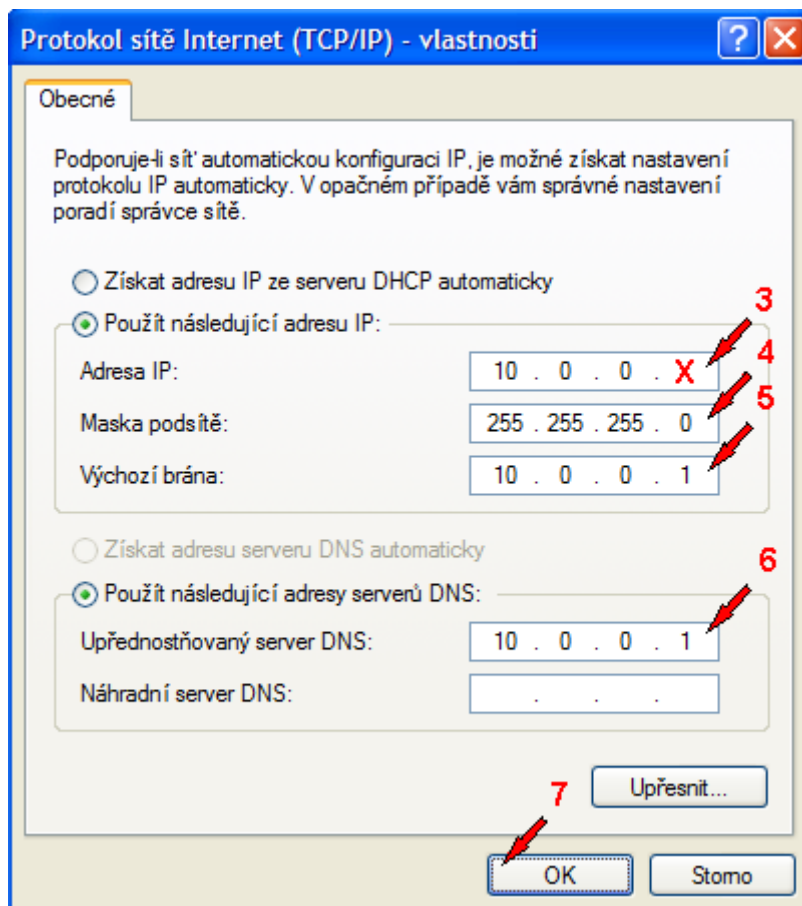 Protokol sítě Internet (TCP/IP) - vlastnosti
Obecné
Podporuje-li síť automatickou konfiguraci IP, je možné získat nastavení
protokolu IP automaticky. V opačném případě vám správné nastavení
poradí správce sítě.
Získat adresu IP ze serveru DHCP automaticky
3
Použít následující adresu IP:
4
Adresa IP: 10 . 0 . 0 . X
5
Maska podsítě: 255 . 255 . 255 . 0
Výchozí brána: 10 . 0 . 0 . 1
Získat adresu serveru DNS automaticky
6
Použít následující adresy serverů DNS:
Upřednostňovaný server DNS: 10 . 0 . 0 . 1
Náhradní server DNS: . . .
Upřesnit...
7
OK Storno